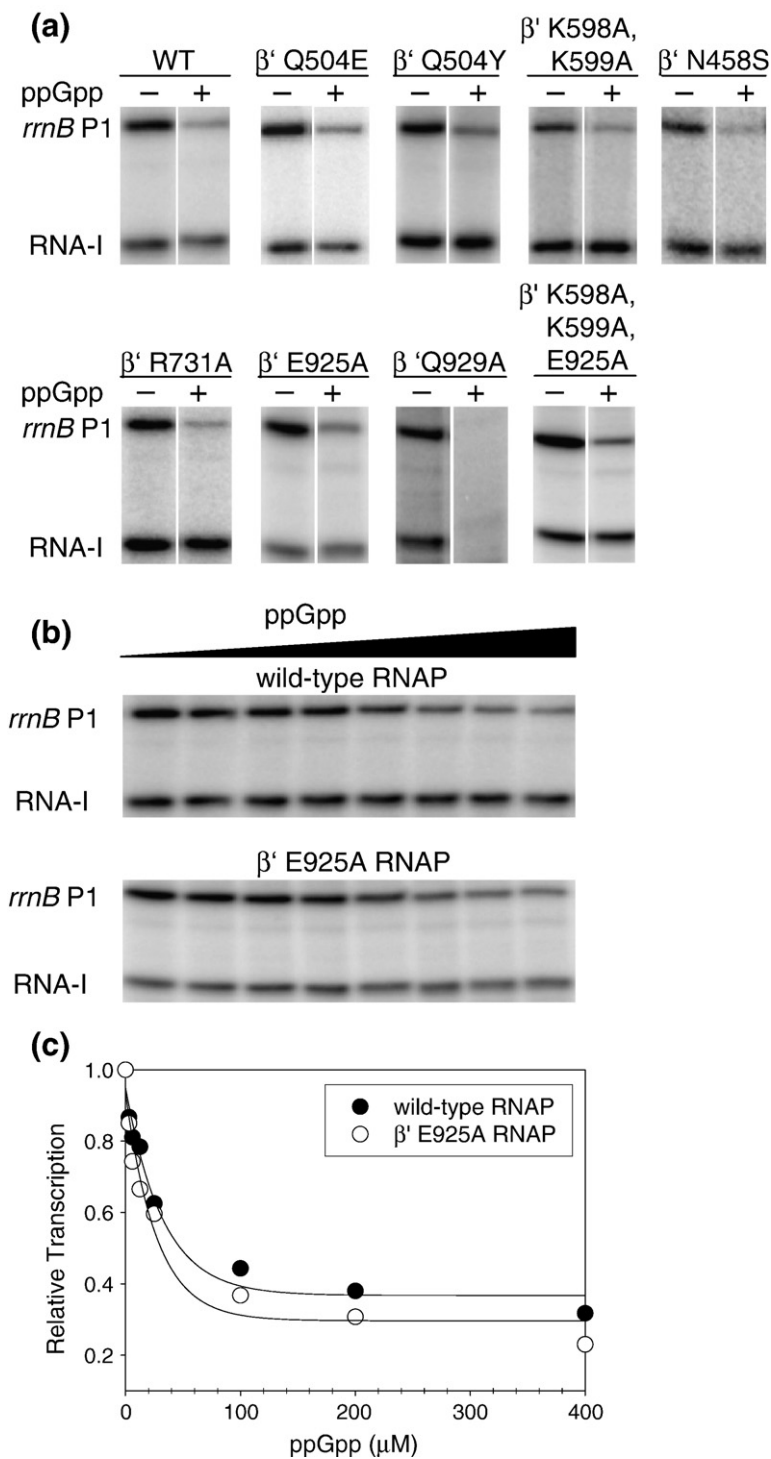 (a)
WT
β‘ Q504E
β‘ Q504Y
β' K598A,
K599A
β‘ N458S
ppGpp
− + − + − + − + − +
rrnB P1
RNA-I
β‘ R731A
β‘ E925A
β ‘Q929A
β' K598A,
K599A,
E925A
ppGpp
− + − + − + − +
rrnB P1
RNA-I
(b)
ppGpp
wild-type RNAP
rrnB P1
RNA-I
β‘ E925A RNAP
rrnB P1
RNA-I
(c)
1.0
0.8
0.6
0.4
0.2
Relative Transcription
wild-type RNAP
β' E925A RNAP
0 100 200 300 400
ppGpp (μM)